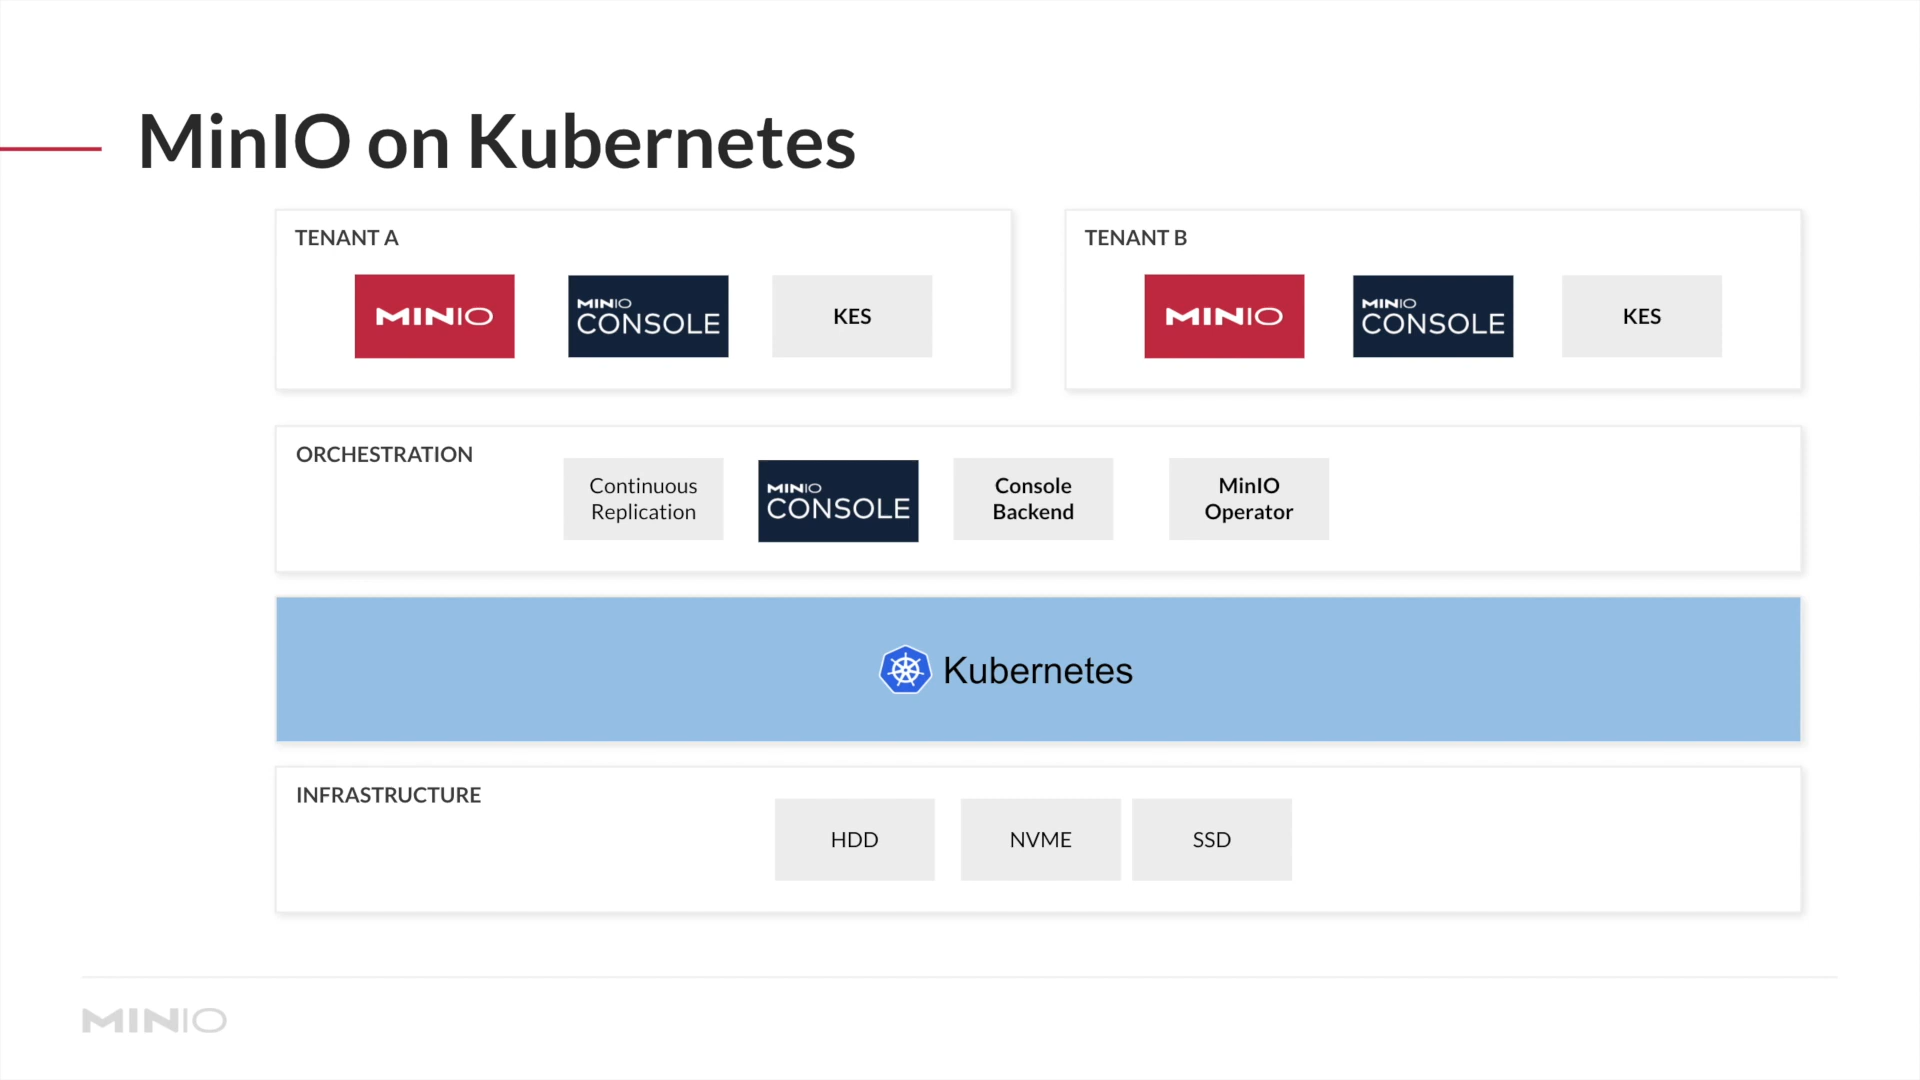 MinIO on Kubernetes
TENANT A
MINIO
MINIO
CONSOLE
KES
TENANT B
MINIO
MINIO
CONSOLE
KES
ORCHESTRATION
Continuous
Replication
MINIO
CONSOLE
Console
Backend
MinIO
Operator
Kubernetes
INFRASTRUCTURE
HDD
NVME
SSD
MINIO